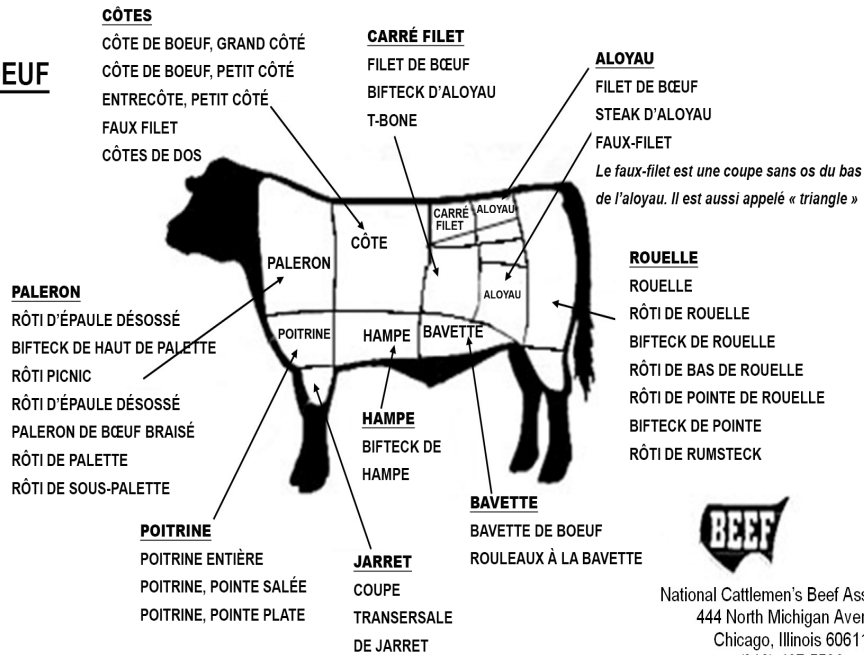 EUF
CÔTES
CÔTE DE BOEUF, GRAND CÔTÉ
CÔTE DE BOEUF, PETIT CÔTÉ
ENTRECÔTE, PETIT CÔTÉ
FAUX FILET
CÔTES DE DOS
CARRÉ FILET
FILET DE BŒUF
BIFTECK D’ALOYAU
T-BONE
ALOYAU
FILET DE BŒUF
STEAK D’ALOYAU
FAUX-FILET
Le faux-filet est une coupe sans os du bas
de l’aloyau. Il est aussi appelé « triangle »
PALERON
CÔTE
CARRÉ
FILET
ALOYAU
ALOYAU
POITRINE
HAMPE
BAVETTE
PALERON
RÔTI D’ÉPAULE DÉSOSSÉ
BIFTECK DE HAUT DE PALETTE
RÔTI PICNIC
RÔTI D’ÉPAULE DÉSOSSÉ
PALERON DE BŒUF BRAISÉ
RÔTI DE PALETTE
RÔTI DE SOUS-PALETTE
ROUELLE
ROUELLE
RÔTI DE ROUELLE
BIFTECK DE ROUELLE
RÔTI DE BAS DE ROUELLE
RÔTI DE POINTE DE ROUELLE
BIFTECK DE POINTE
RÔTI DE RUMSTECK
HAMPE
BIFTECK DE
HAMPE
POITRINE
POITRINE ENTIÈRE
POITRINE, POINTE SALÉE
POITRINE, POINTE PLATE
JARRET
COUPE
TRANSERSALE
DE JARRET
BAVETTE
BAVETTE DE BOEUF
ROULEAUX À LA BAVETTE
BEEF
National Cattlemen's Beef Ass
444 North Michigan Aven
Chicago, Illinois 60611